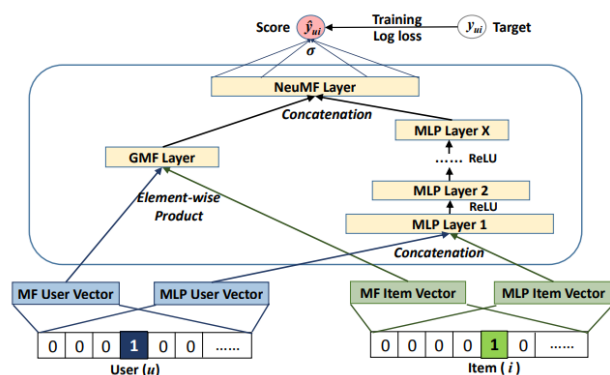 Score ŷui Training yui Target
Log loss
σ
NeuMF Layer
Concatenation
MLP Layer X
GMF Layer
...... ReLU
Element-wise
Product
MLP Layer 2
ReLU
MLP Layer 1
Concatenation
MF User Vector MLP User Vector MF Item Vector MLP Item Vector
0 0 0 1 0 0 ...... 0 0 0 0 1 0 ......
User (u) Item ( i )